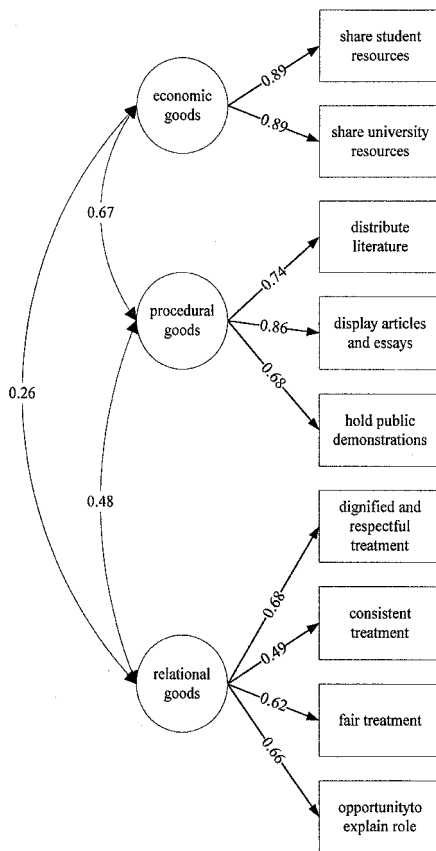 share student
resources
0.89
economic
goods
0.89
share university
resources
0.67
distribute
literature
0.74
procedural
goods
0.86
display articles
and essays
0.68
hold public
demonstrations
0.26
0.48
dignified and
respectful
treatment
0.68
consistent
treatment
0.49
relational
goods
0.62
fair treatment
0.66
opportunityto
explain role